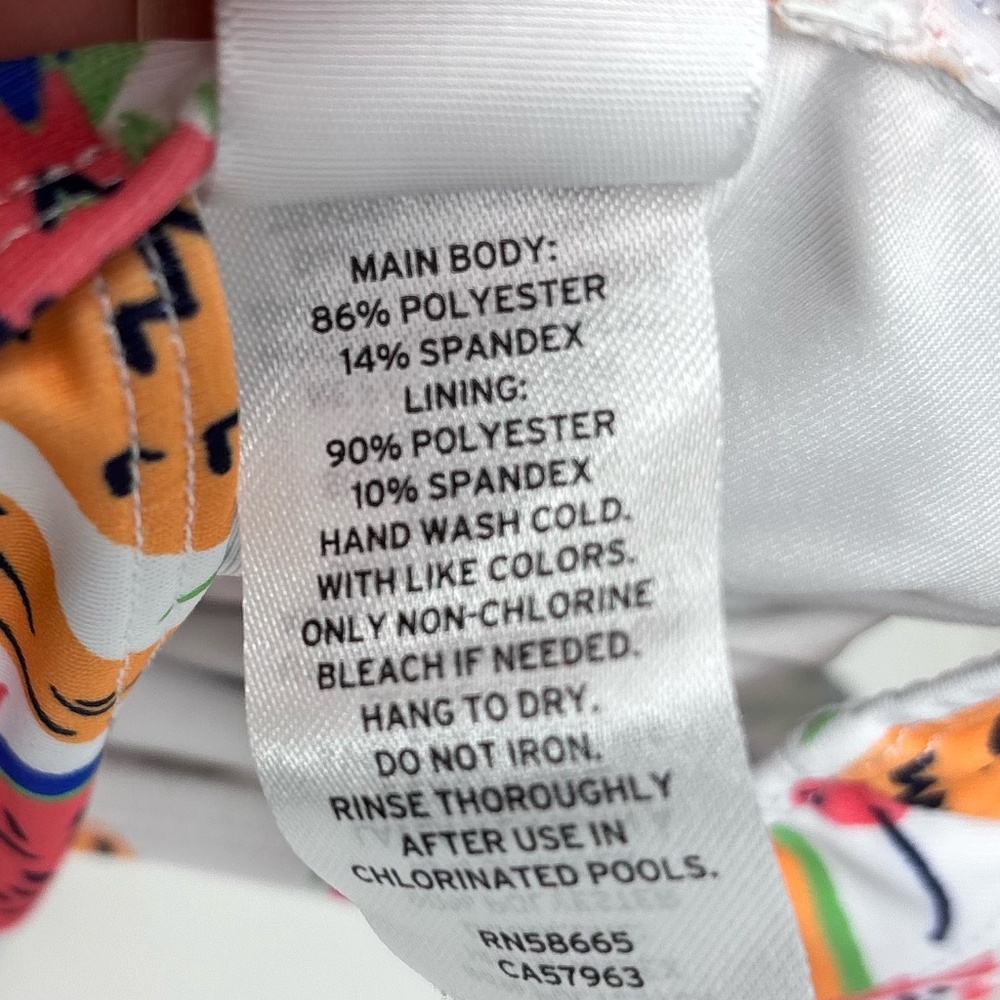 MAIN BODY:
86% POLYESTER
14% SPANDEX
LINING:
90% POLYESTER
10% SPANDEX
HAND WASH COLD.
WITH LIKE COLORS.
ONLY NON-CHLORINE
BLEACH IF NEEDED.
HANG TO DRY.
DO NOT IRON.
RINSE THOROUGHLY
AFTER USE IN
CHLORINATED POOLS.
RN58665
CA57963